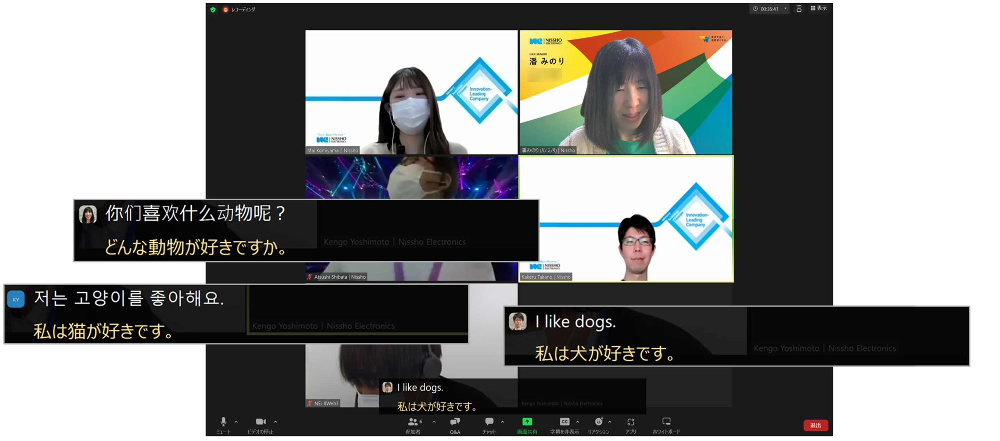 レコーディング
00:35:41
表示
Innovation-
Leading
Company
"Your Best Partner"
NISSHO
ELECTRONICS
Mai Komiyama | Nissho
NISSHO
ELECTRONICS
HAN MINORI
潘 みのり
潘みのり (ハン ミノリ) | Nissho
你们喜欢什么动物呢？
どんな動物が好きですか。
Kengo Yoshimoto | Nissho Electronics
Atsushi Shibata | Nissho
Innovation-
Leading
Company
Best Partner"
NISSHO
ELECTRONICS
Kakeru Takano | Nissho
KY
저는 고양이를 좋아해요.
私は猫が好きです。
Kengo Yoshimoto | Nissho Electronics
I like dogs.
私は犬が好きです。
Kengo Yoshimoto | Nissho Electronics
I like dogs.
私は犬が好きです。
NEJ 8Web3
Kengo Yoshimoto | Nissho Electronics
ミュート
ビデオの停止
6
参加者
Q&A
チャット
画面共有
CC
字幕を非表示
リアクション
アプリ
ホワイトボード
退出